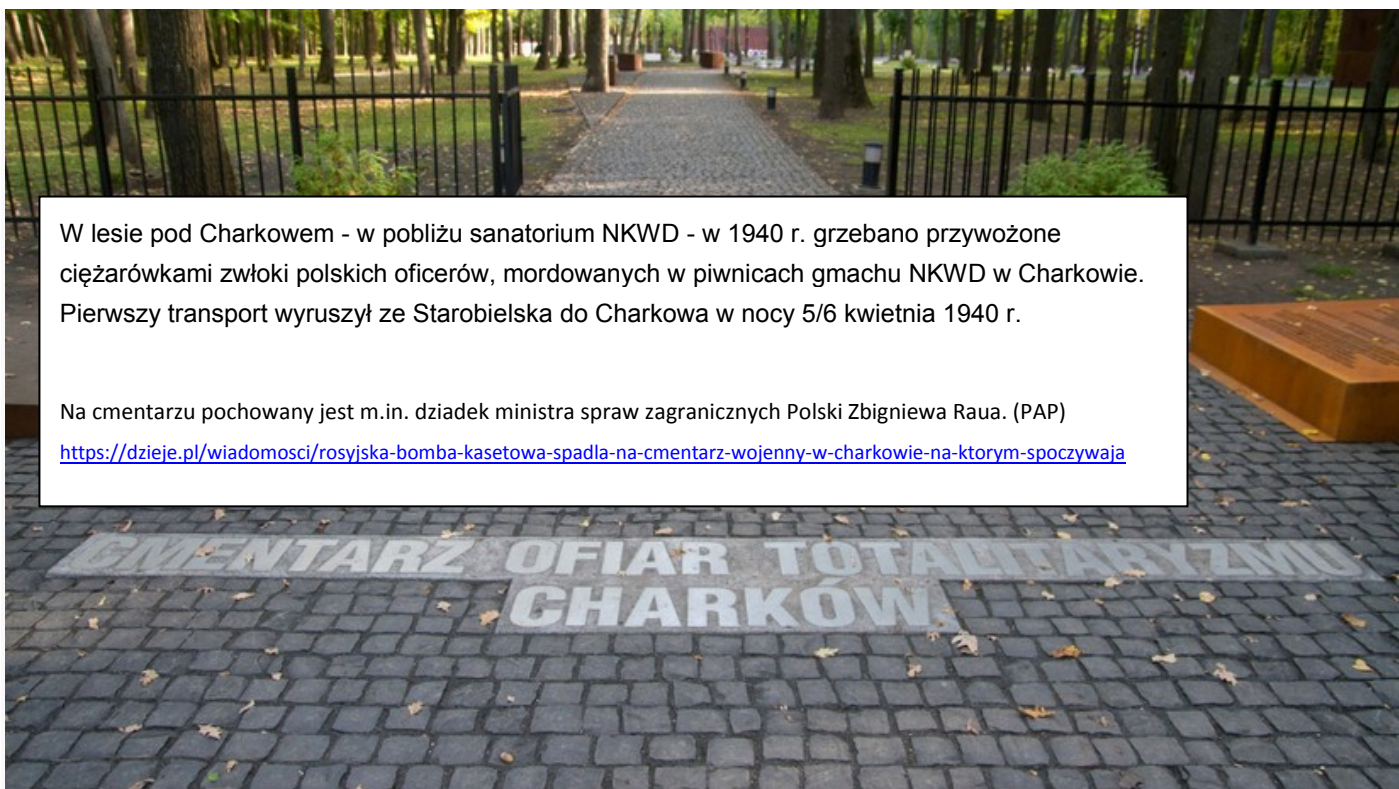 W lesie pod Charkowem - w pobliżu sanatorium NKWD - w 1940 r. grzebano przywożone
ciężarówkami zwłoki polskich oficerów, mordowanych w piwnicach gmachu NKWD w Charkowie.
Pierwszy transport wyruszył ze Starobielska do Charkowa w nocy 5/6 kwietnia 1940 r.
Na cmentarzu pochowany jest m.in. dziadek ministra spraw zagranicznych Polski Zbigniewa Raua. (PAP)
https://dzieje.pl/wiadomosci/rosyjska-bomba-kasetowa-spadla-na-cmentarz-wojenny-w-charkowie-na-ktorym-spoczywaja
CMENTARZ OFIAR TOTALITARYZMU
CHARKÓW